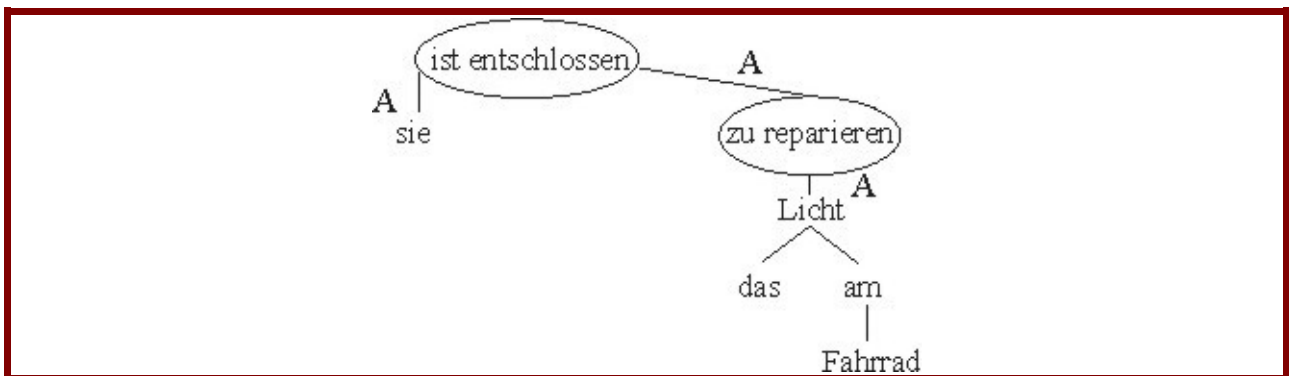 ist entschlossen
A
A
sie
zu reparieren
A
Licht
das am
Fahrrad